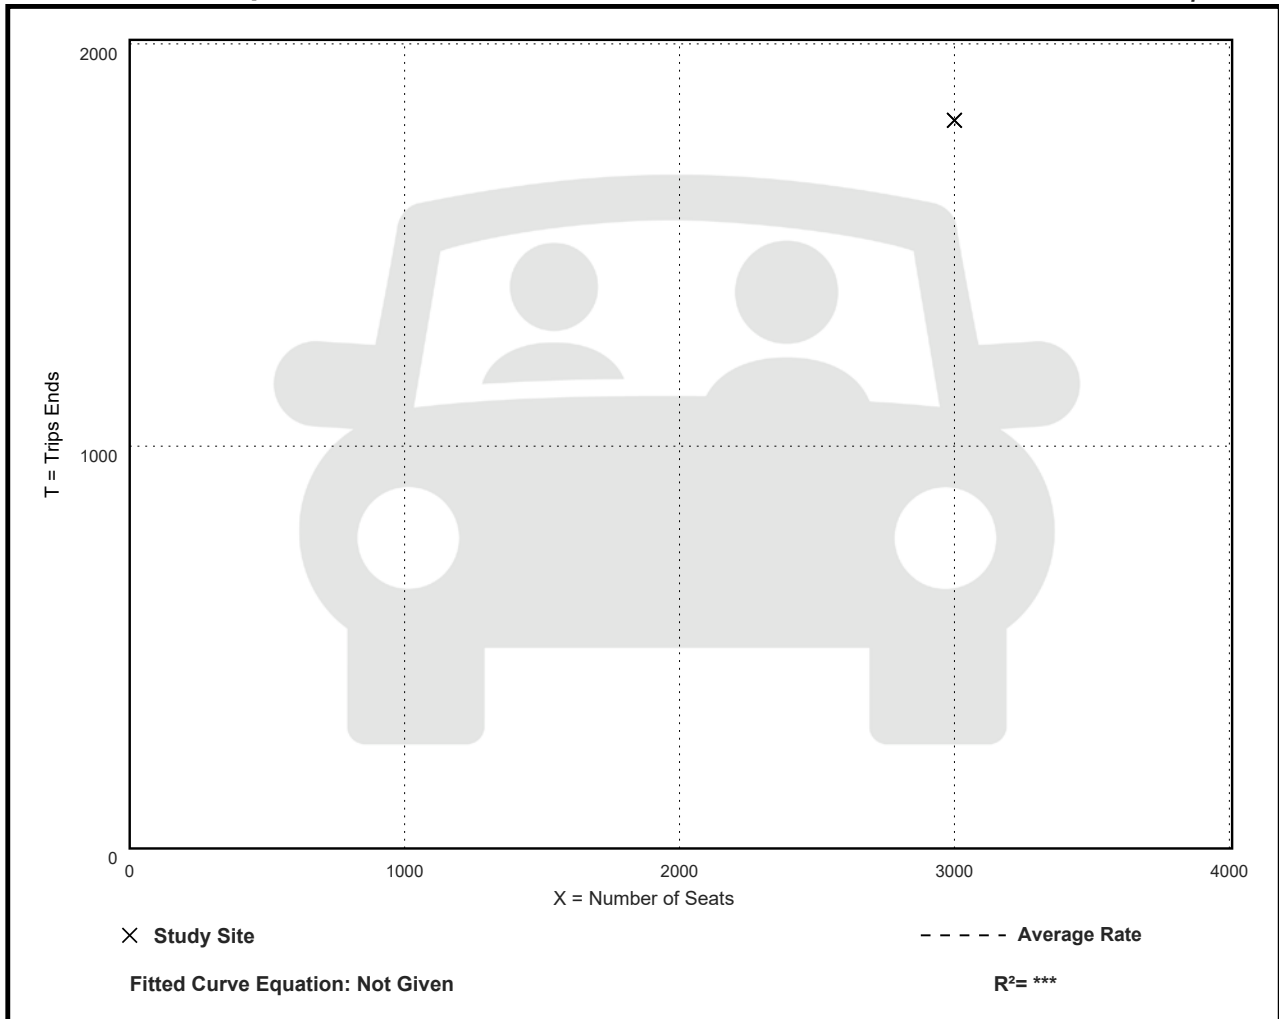 2000
1000
0
T = Trips Ends
0 1000 2000 3000 4000
X = Number of Seats
Study Site
Average Rate
Fitted Curve Equation: Not Given
R²= ***